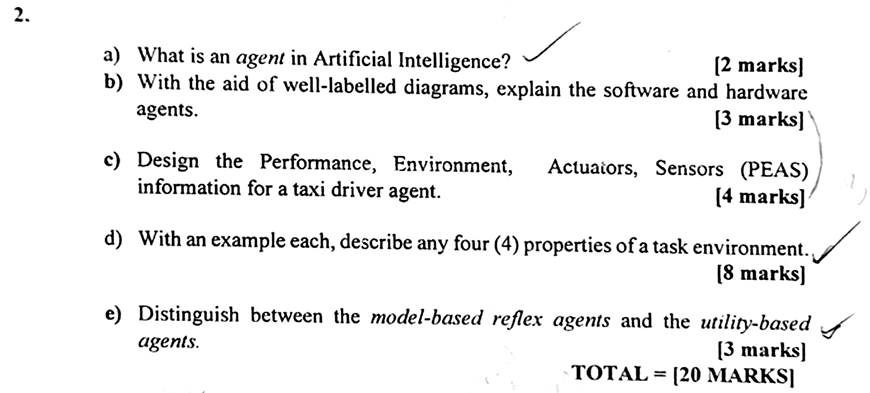 2.
a) What is an agent in Artificial Intelligence? [2 marks]
b) With the aid of well-labelled diagrams, explain the software and hardware
agents. [3 marks]
c) Design the Performance, Environment, Actuators, Sensors (PEAS)
information for a taxi driver agent. [4 marks]
d) With an example each, describe any four (4) properties of a task environment.
[8 marks]
e) Distinguish between the model-based reflex agents and the utility-based
agents. [3 marks]
TOTAL = [20 MARKS]